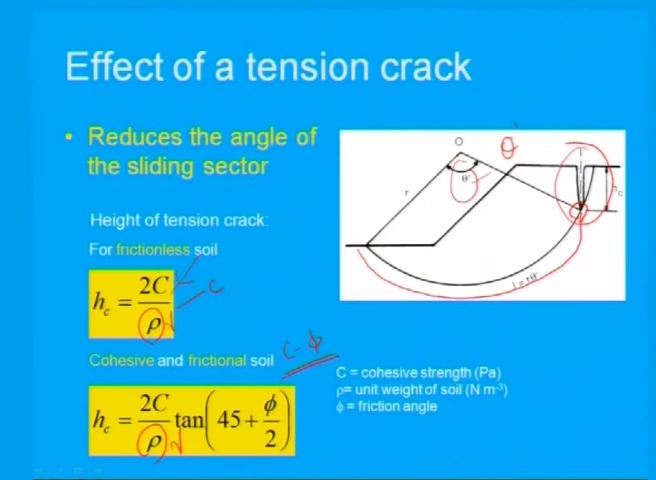 Effect of a tension crack
• Reduces the angle of
the sliding sector
Height of tension crack:
For frictionless soil
h_c = 2C / ρ
C
Cohesive and frictional soil
C-ϕ
h_c = 2C / ρ tan(45 + ϕ / 2)
O
θ'
θ'
r
h_c
l = rθ'
C = cohesive strength (Pa)
ρ= unit weight of soil (N m⁻³)
ϕ = friction angle